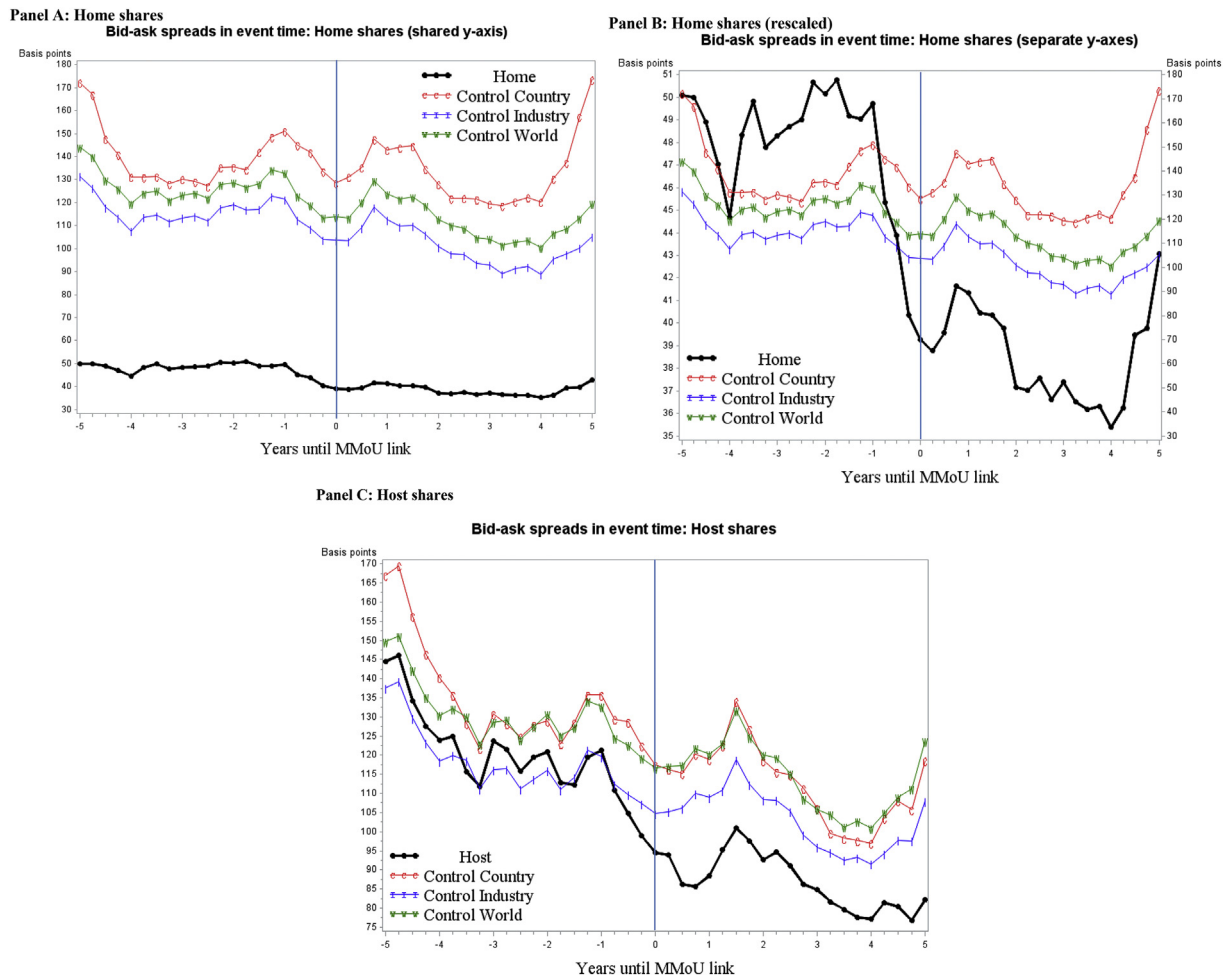 Panel A: Home shares
Bid-ask spreads in event time: Home shares (shared y-axis)
Basis points
180
170
160
150
140
130
120
110
100
90
80
70
60
50
40
30
Home
Control Country
Control Industry
Control World
-5 -4 -3 -2 -1 0 1 2 3 4 5
Years until MMoU link
Panel B: Home shares (rescaled)
Bid-ask spreads in event time: Home shares (separate y-axes)
Basis points
Basis points
51
50
49
48
47
46
45
44
43
42
41
40
39
38
37
36
35
180
170
160
150
140
130
120
110
100
90
80
70
60
50
40
30
Home
Control Country
Control Industry
Control World
-5 -4 -3 -2 -1 0 1 2 3 4 5
Years until MMoU link
Panel C: Host shares
Bid-ask spreads in event time: Host shares
Basis points
170
165
160
155
150
145
140
135
130
125
120
115
110
105
100
95
90
85
80
75
Host
Control Country
Control Industry
Control World
-5 -4 -3 -2 -1 0 1 2 3 4 5
Years until MMoU link